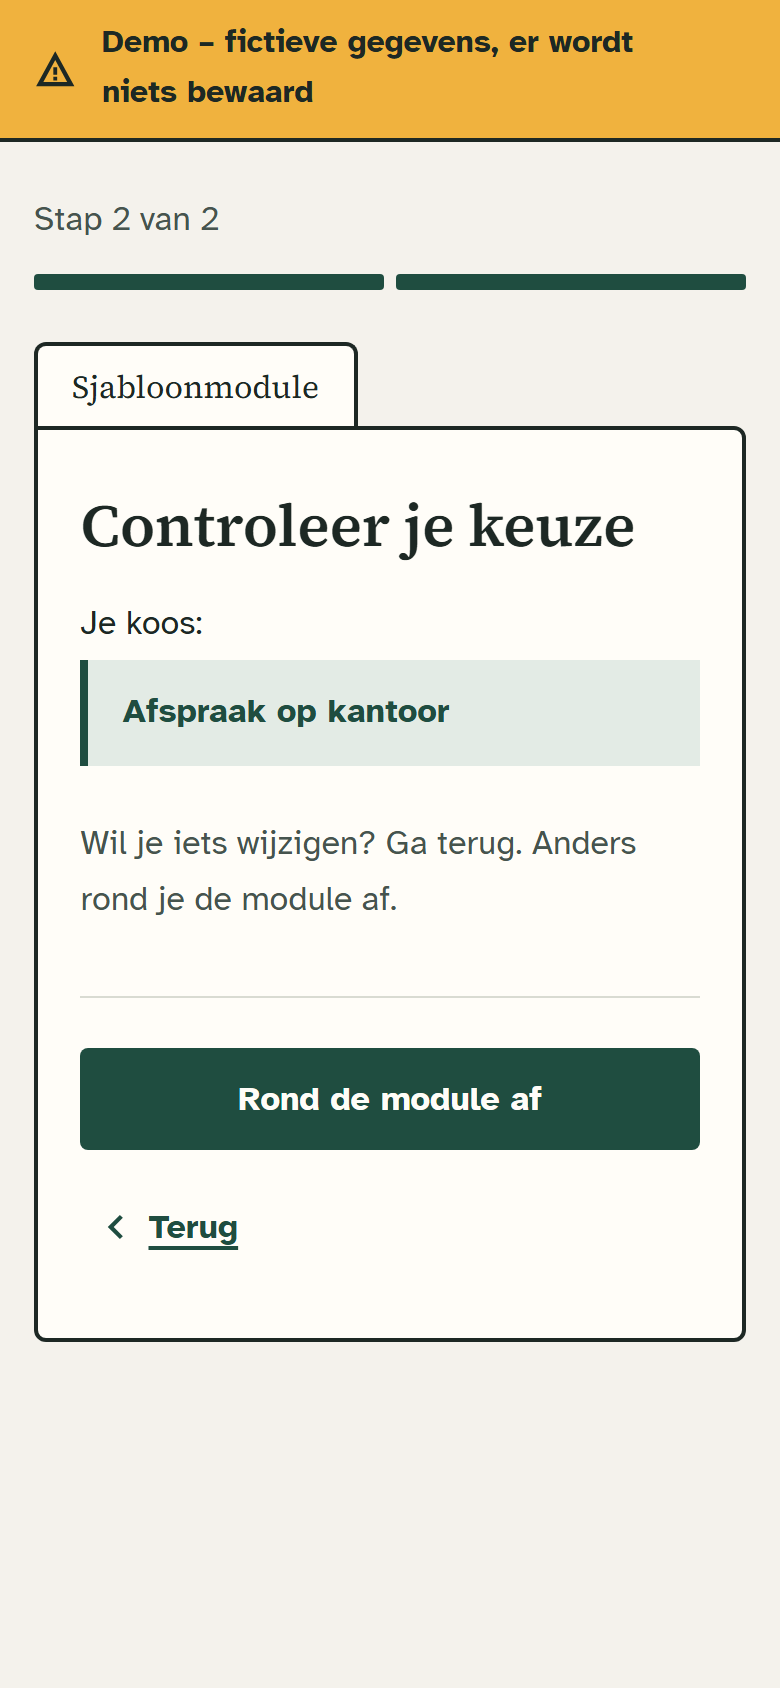 Demo – fictieve gegevens, er wordt
niets bewaard
Stap 2 van 2
Sjabloonmodule
Controleer je keuze
Je koos:
Afspraak op kantoor
Wil je iets wijzigen? Ga terug. Anders
rond je de module af.
Rond de module af
Terug